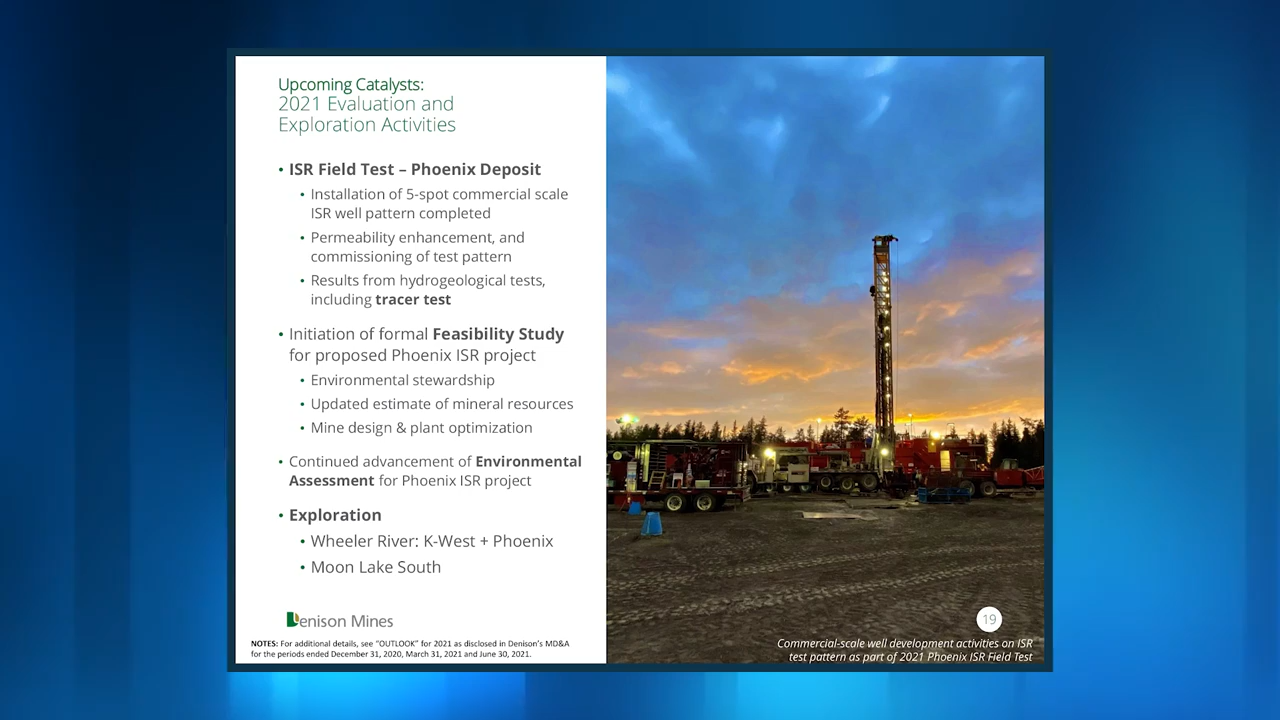 Upcoming Catalysts:
2021 Evaluation and
Exploration Activities
• ISR Field Test – Phoenix Deposit
• Installation of 5-spot commercial scale
ISR well pattern completed
• Permeability enhancement, and
commissioning of test pattern
• Results from hydrogeological tests,
including tracer test
• Initiation of formal Feasibility Study
for proposed Phoenix ISR project
• Environmental stewardship
• Updated estimate of mineral resources
• Mine design & plant optimization
• Continued advancement of Environmental
Assessment for Phoenix ISR project
• Exploration
• Wheeler River: K-West + Phoenix
• Moon Lake South
Denison Mines
NOTES: For additional details, see "OUTLOOK" for 2021 as disclosed in Denison's MD&A
for the periods ended December 31, 2020, March 31, 2021 and June 30, 2021.
19
Commercial-scale well development activities on ISR
test pattern as part of 2021 Phoenix ISR Field Test